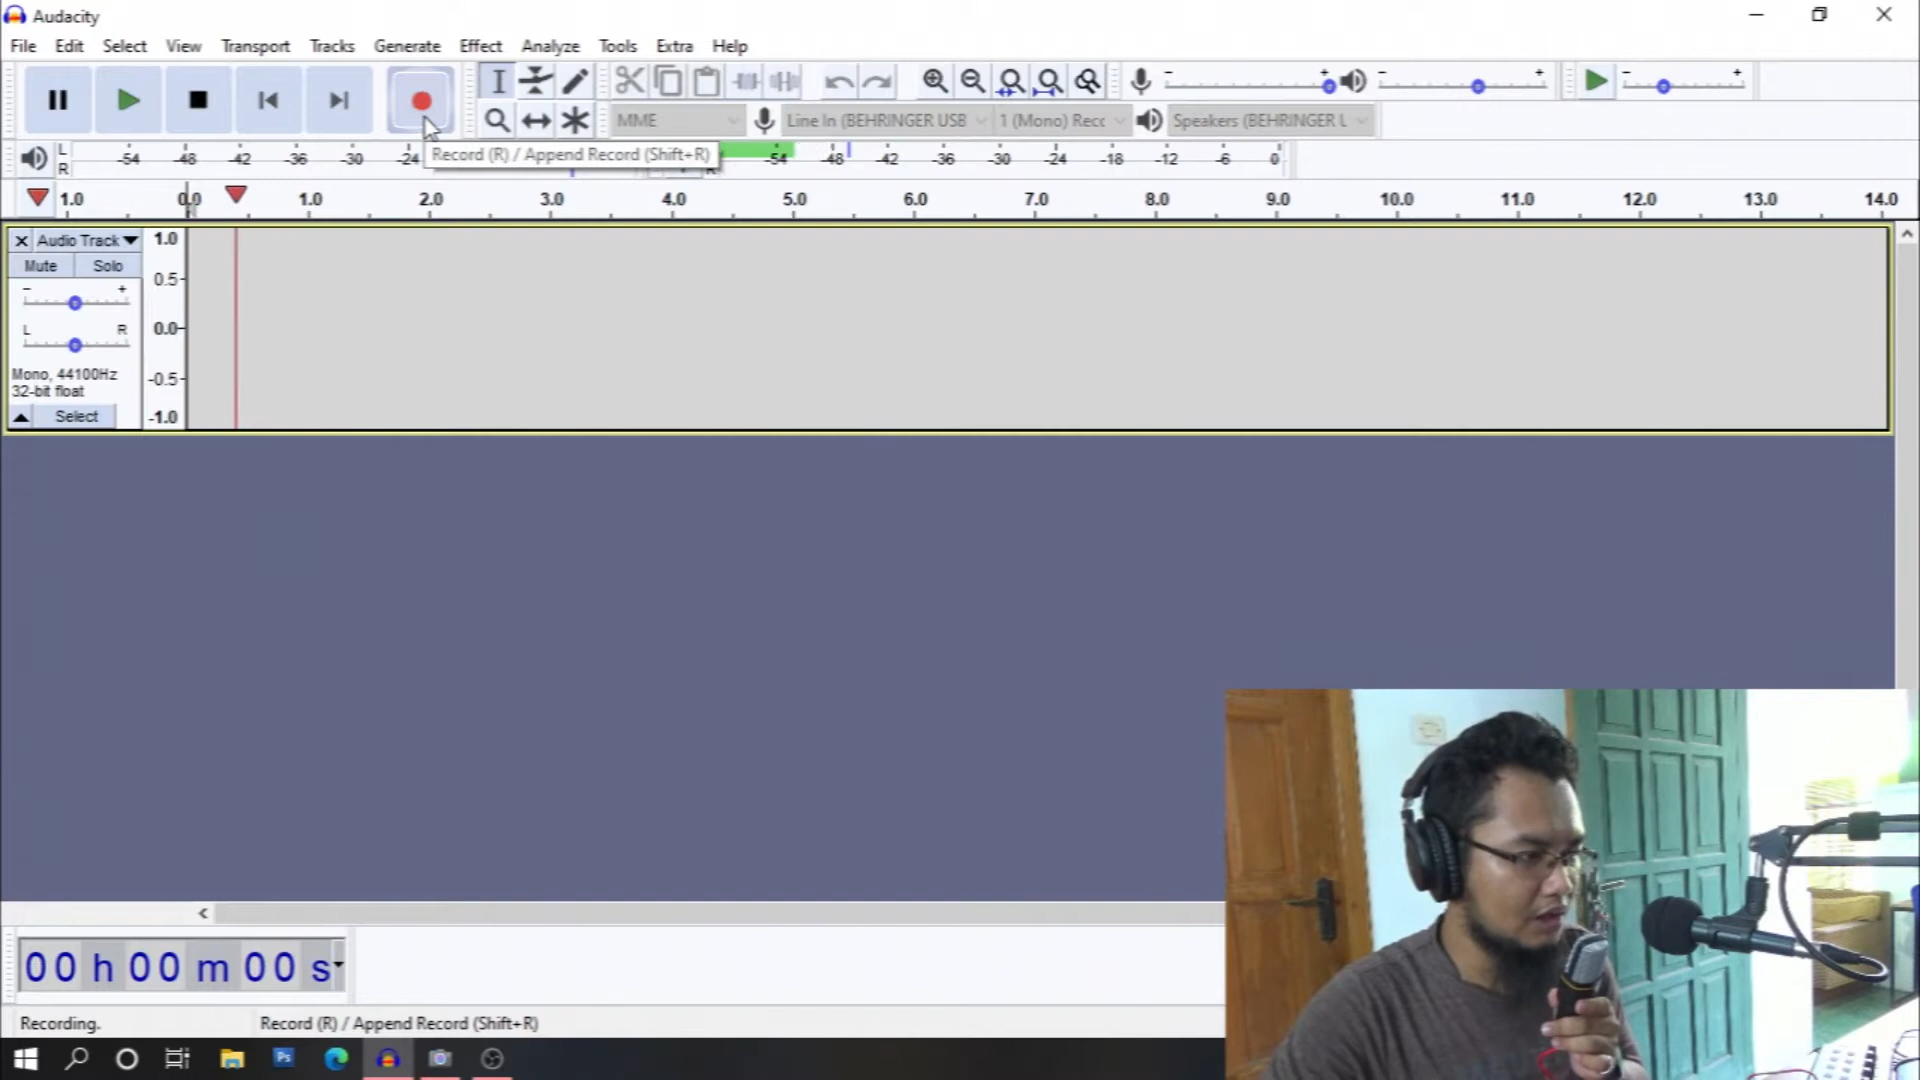 Audacity
File Edit Select View Transport Tracks Generate Effect Analyze Tools Extra Help
MME Line In (BEHRINGER USB 1 (Mono) Recc Speakers (BEHRINGER L
L -54 -48 -42 -36 -30 -24 -54 -48 -42 -36 -30 -24 -18 -12 -6 0
R
Record (R) / Append Record (Shift+R)
1.0 0.0 1.0 2.0 3.0 4.0 5.0 6.0 7.0 8.0 9.0 10.0 11.0 12.0 13.0 14.0
Audio Track 1.0
Mute Solo
0.5
- +
L R 0.0
Mono, 44100Hz
32-bit float -0.5
Select -1.0
00 h 00 m 00 s
Recording. Record (R) / Append Record (Shift+R)
Ps